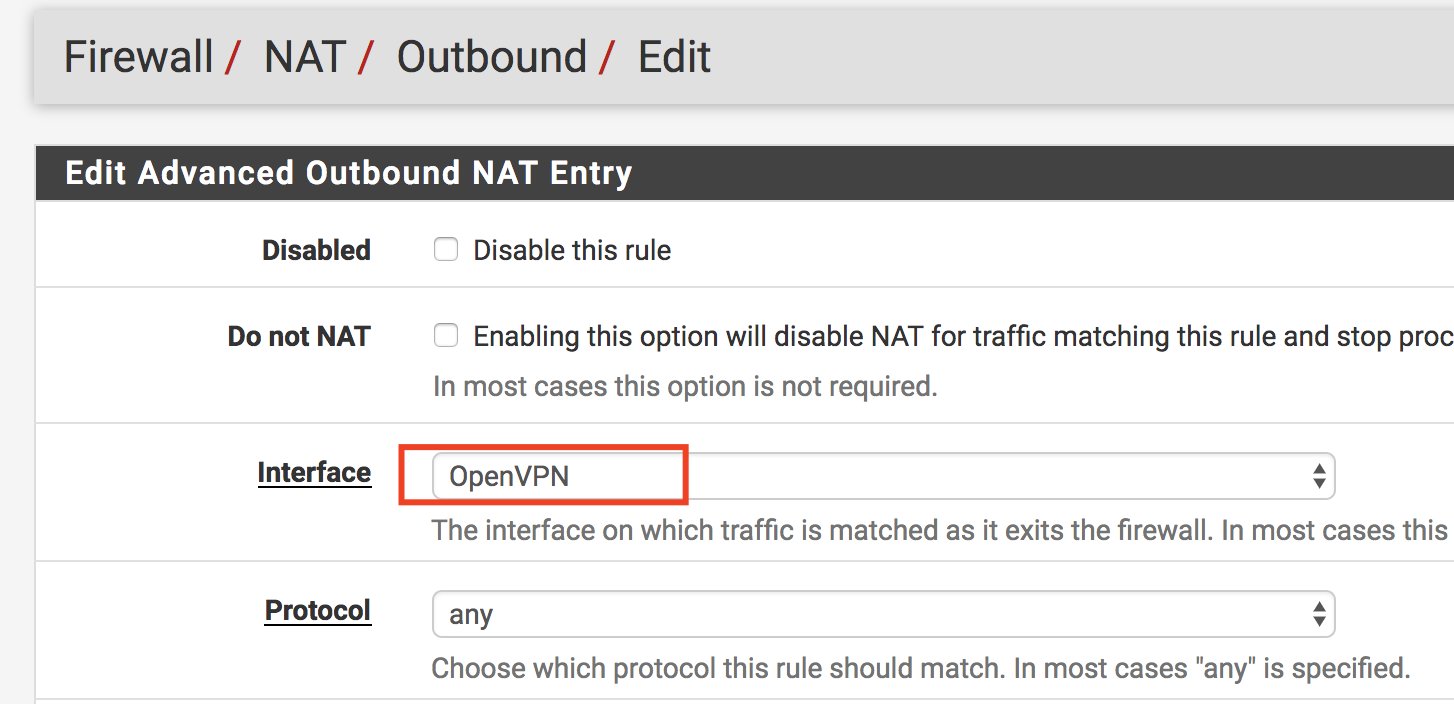 Firewall / NAT / Outbound / Edit
Edit Advanced Outbound NAT Entry
Disabled Disable this rule
Do not NAT Enabling this option will disable NAT for traffic matching this rule and stop proc
In most cases this option is not required.
Interface OpenVPN
The interface on which traffic is matched as it exits the firewall. In most cases this
Protocol any
Choose which protocol this rule should match. In most cases "any" is specified.